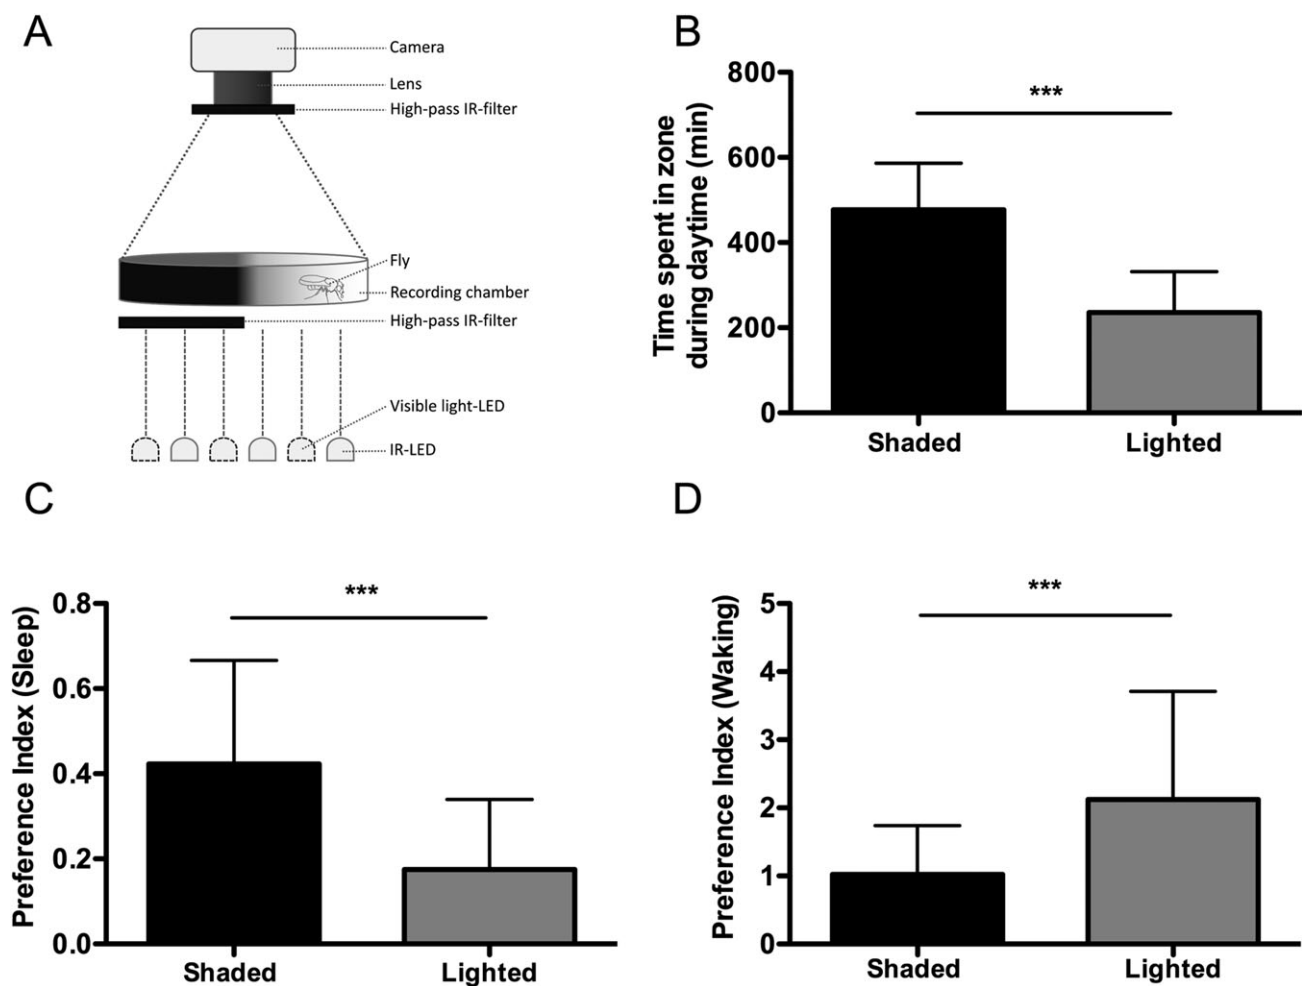 A
Camera
Lens
High-pass IR-filter
Fly
Recording chamber
High-pass IR-filter
Visible light-LED
IR-LED
B
Time spent in zone
during daytime (min)
800
600
400
200
0
***
Shaded
Lighted
C
Preference Index (Sleep)
0.8
0.6
0.4
0.2
0.0
***
Shaded
Lighted
D
Preference Index (Waking)
5
4
3
2
1
0
***
Shaded
Lighted